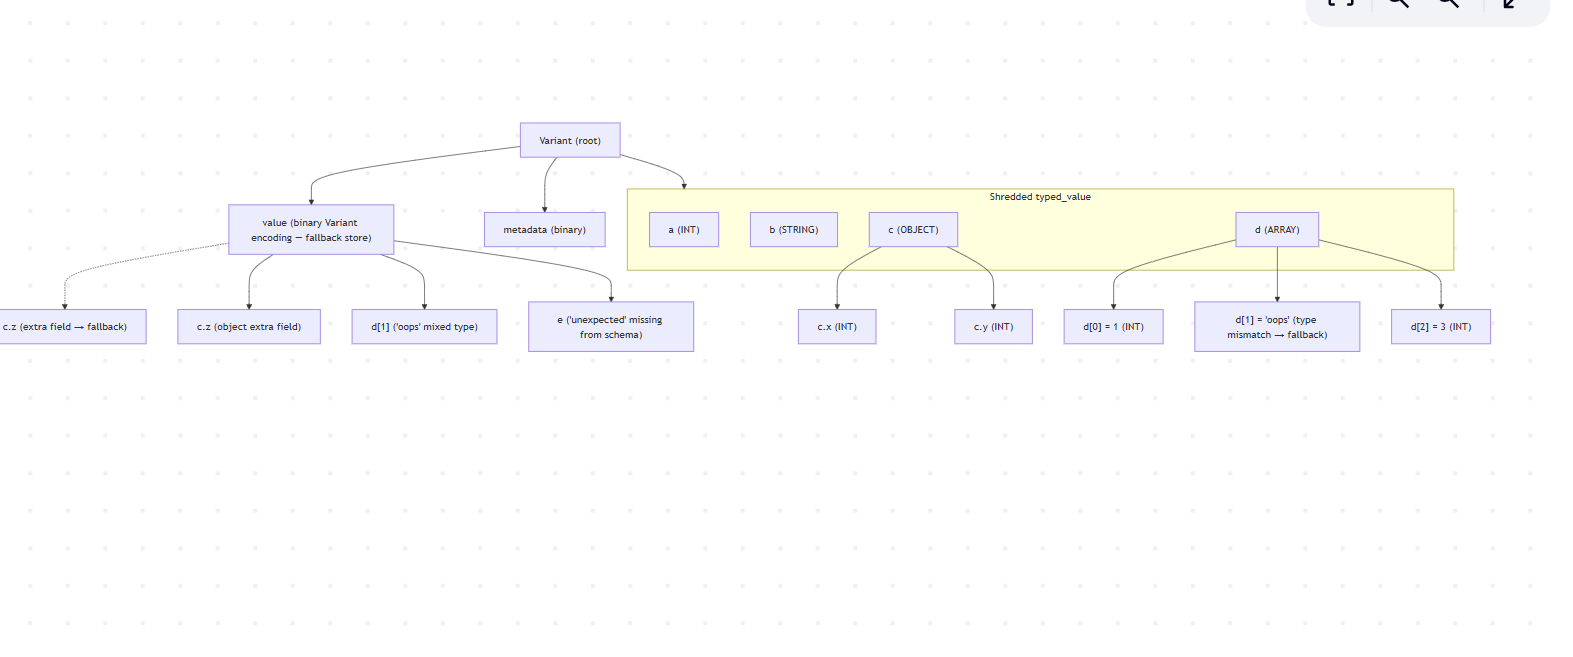 Variant (root)
Shredded typed_value
value (binary Variant
encoding — fallback store)
metadata (binary)
a (INT)
b (STRING)
c (OBJECT)
d (ARRAY)
c.z (extra field → fallback)
c.z (object extra field)
d[1] ('oops' mixed type)
e ('unexpected' missing
from schema)
c.x (INT)
c.y (INT)
d[0] = 1 (INT)
d[1] = 'oops' (type
mismatch → fallback)
d[2] = 3 (INT)